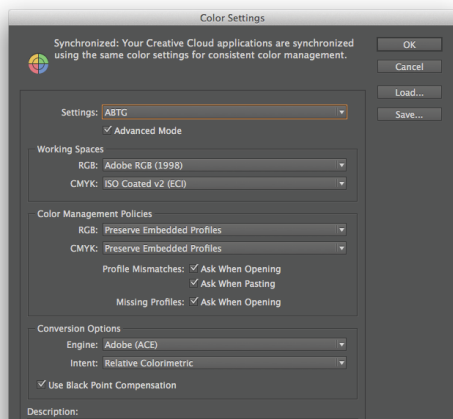 Color Settings
Synchronized: Your Creative Cloud applications are synchronized
using the same color settings for consistent color management.
OK
Cancel
Load...
Save...
Settings: ABTG
Advanced Mode
Working Spaces
RGB: Adobe RGB (1998)
CMYK: ISO Coated v2 (ECI)
Color Management Policies
RGB: Preserve Embedded Profiles
CMYK: Preserve Embedded Profiles
Profile Mismatches: Ask When Opening
Ask When Pasting
Missing Profiles: Ask When Opening
Conversion Options
Engine: Adobe (ACE)
Intent: Relative Colorimetric
Use Black Point Compensation
Description: